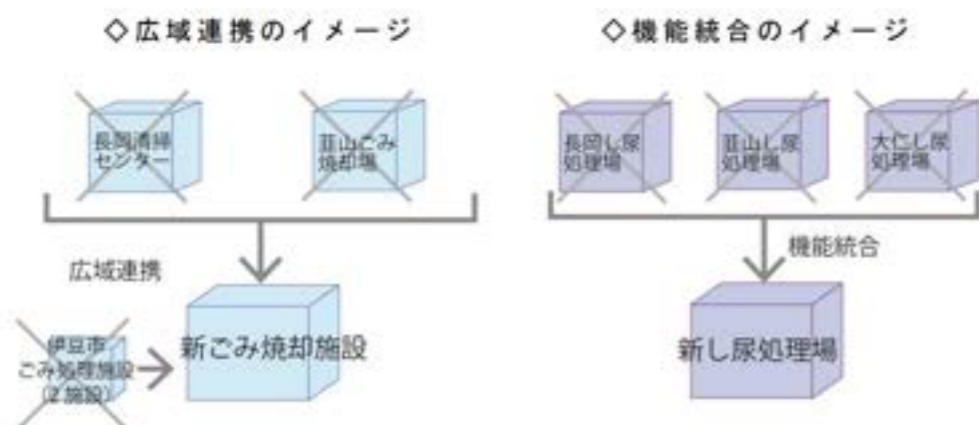 ◇広域連携のイメージ
長岡清掃
センター
韮山ごみ
焼却場
広域連携
伊豆市
ごみ処理施設
(2施設)
新ごみ焼却施設
◇機能統合のイメージ
長岡し尿
処理場
韮山し尿
処理場
大仁し尿
処理場
機能統合
新し尿処理場